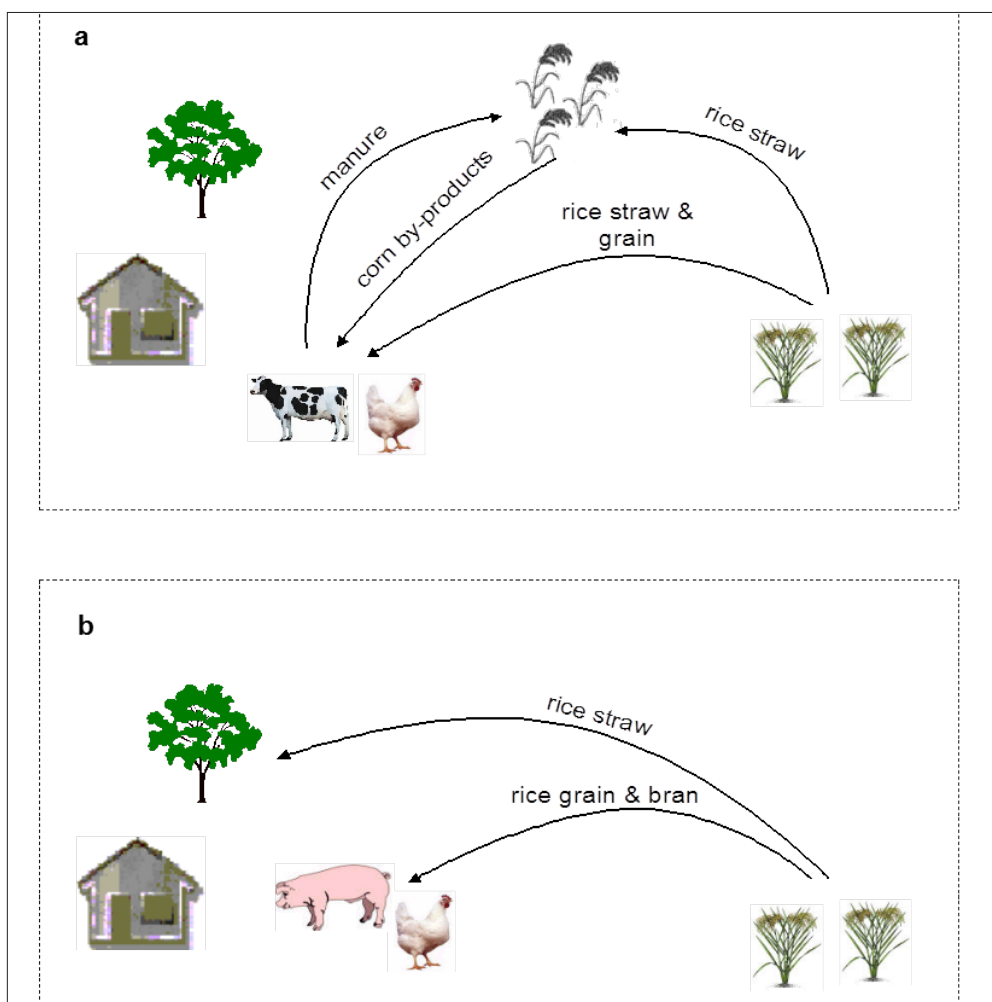 a
manure
corn by-products
rice straw
rice straw &
grain
b
rice straw
rice grain & bran